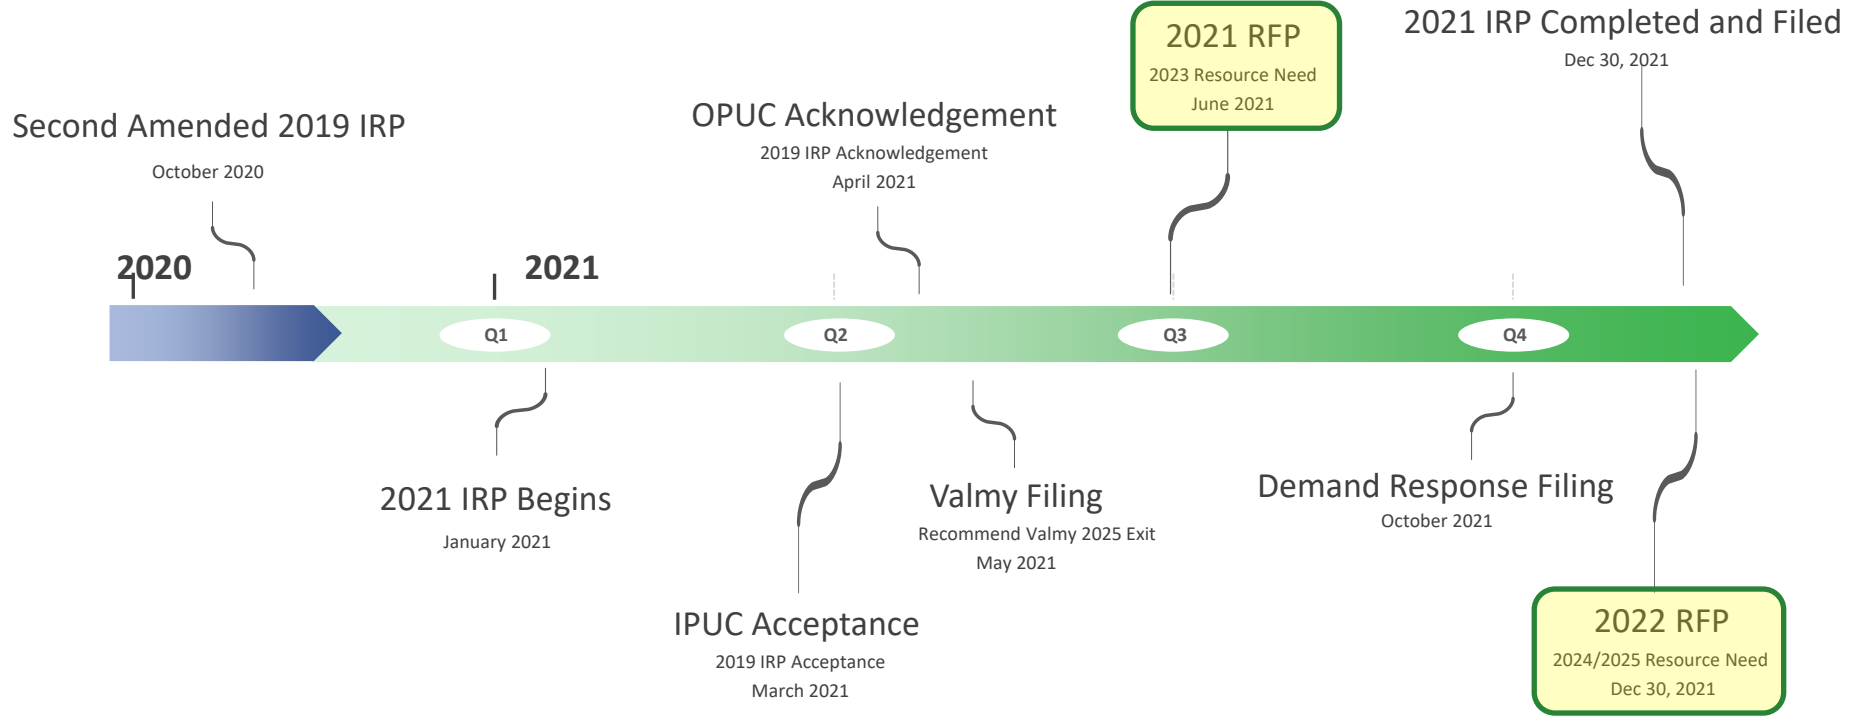 2021 RFP
2023 Resource Need
June 2021
2021 IRP Completed and Filed
Dec 30, 2021
Second Amended 2019 IRP
October 2020
OPUC Acknowledgement
2019 IRP Acknowledgement
April 2021
2020
2021
Q1
Q2
Q3
Q4
2021 IRP Begins
January 2021
IPUC Acceptance
2019 IRP Acceptance
March 2021
Valmy Filing
Recommend Valmy 2025 Exit
May 2021
Demand Response Filing
October 2021
2022 RFP
2024/2025 Resource Need
Dec 30, 2021